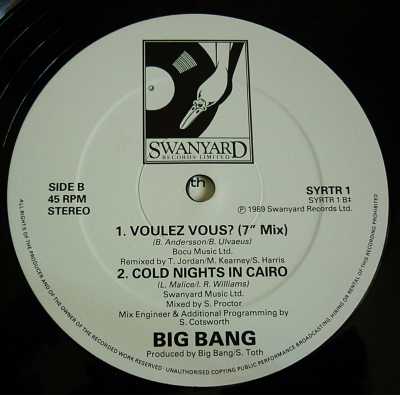 SWANYARD
RECORDS LIMITED
SIDE B
45 RPM
STEREO
th
SYRTR 1
SYRTR 1 B‡
Ⓟ 1989 Swanyard Records Ltd.
1. VOULEZ VOUS? (7" Mix)
(B. Andersson/B. Ulvaeus)
Bocu Music Ltd.
Remixed by T. Jordan/M. Kearney/S. Harris
2. COLD NIGHTS IN CAIRO
(L. Malice/I. R. Williams)
Swanyard Music Ltd.
Mixed by S. Proctor
Mix Engineer & Additional Programming by
S. Cotsworth
BIG BANG
Produced by Big Bang/S. Toth
ALL RIGHTS OF THE PRODUCER AND OF THE OWNER OF THE RECORDED WORK RESERVED · UNAUTHORISED COPYING PUBLIC PERFORMANCE BROADCASTING, HIRING OR RENTAL OF THIS RECORDING PROHIBITED.